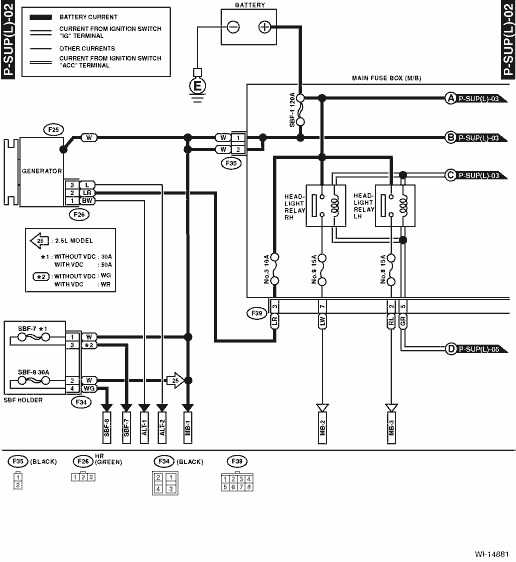 P-SUP(L)-02
P-SUP(L)-02
BATTERY CURRENT
CURRENT FROM IGNITION SWITCH
"IG" TERMINAL
OTHER CURRENTS
CURRENT FROM IGNITION SWITCH
"ACC" TERMINAL
BATTERY
E
MAIN FUSE BOX (M/B)
SBF-1 120A
A P-SUP(L)-03
B P-SUP(L)-03
C P-SUP(L)-03
F25
W
W 1
W 2
F35
GENERATOR
3 L
2 LR
1 BW
F26
HEAD-
LIGHT
RELAY
RH
HEAD-
LIGHT
RELAY
LH
25 : 2.5L MODEL
*1 : WITHOUT VDC : 30A
WITH VDC : 50A
*2 : WITHOUT VDC : WG
WITH VDC : WR
No.3 10A
No.9 15A
No.8 15A
F39
3
7
2
5
LR
LW
RL
GR
D P-SUP(L)-05
SBF-7 *1
1 W
3 *2
SBF-8 30A
2 W
4 WG
25
SBF HOLDER
F34
SBF-8
SBF-7
ALT-1
ALT-2
MB-1
MB-2
MB-3
F35 (BLACK)
1
2
F26 HR
(GREEN)
1 2 3
F34 (BLACK)
2 1
4 3
F39
1 2 3 4
5 6 7 8
WI-14881